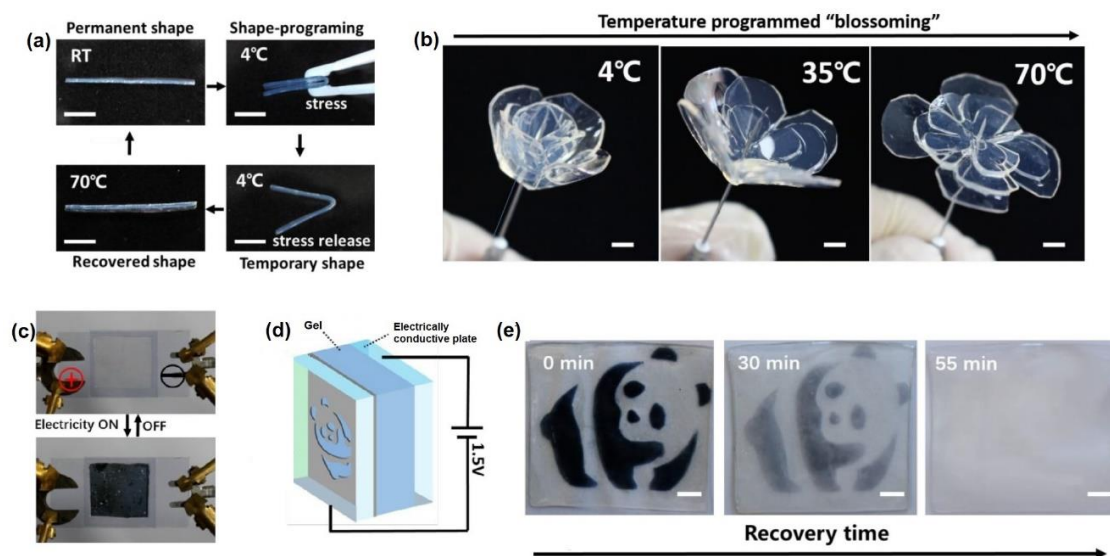 (a)
Permanent shape
Shape-programing
RT
4℃
stress
70℃
4℃
stress release
Recovered shape
Temporary shape
(b)
Temperature programmed “blossoming”
4℃
35℃
70℃
(c)
+
−
Electricity ON
OFF
(d)
Gel
Electrically
conductive plate
1.5V
(e)
0 min
30 min
55 min
Recovery time